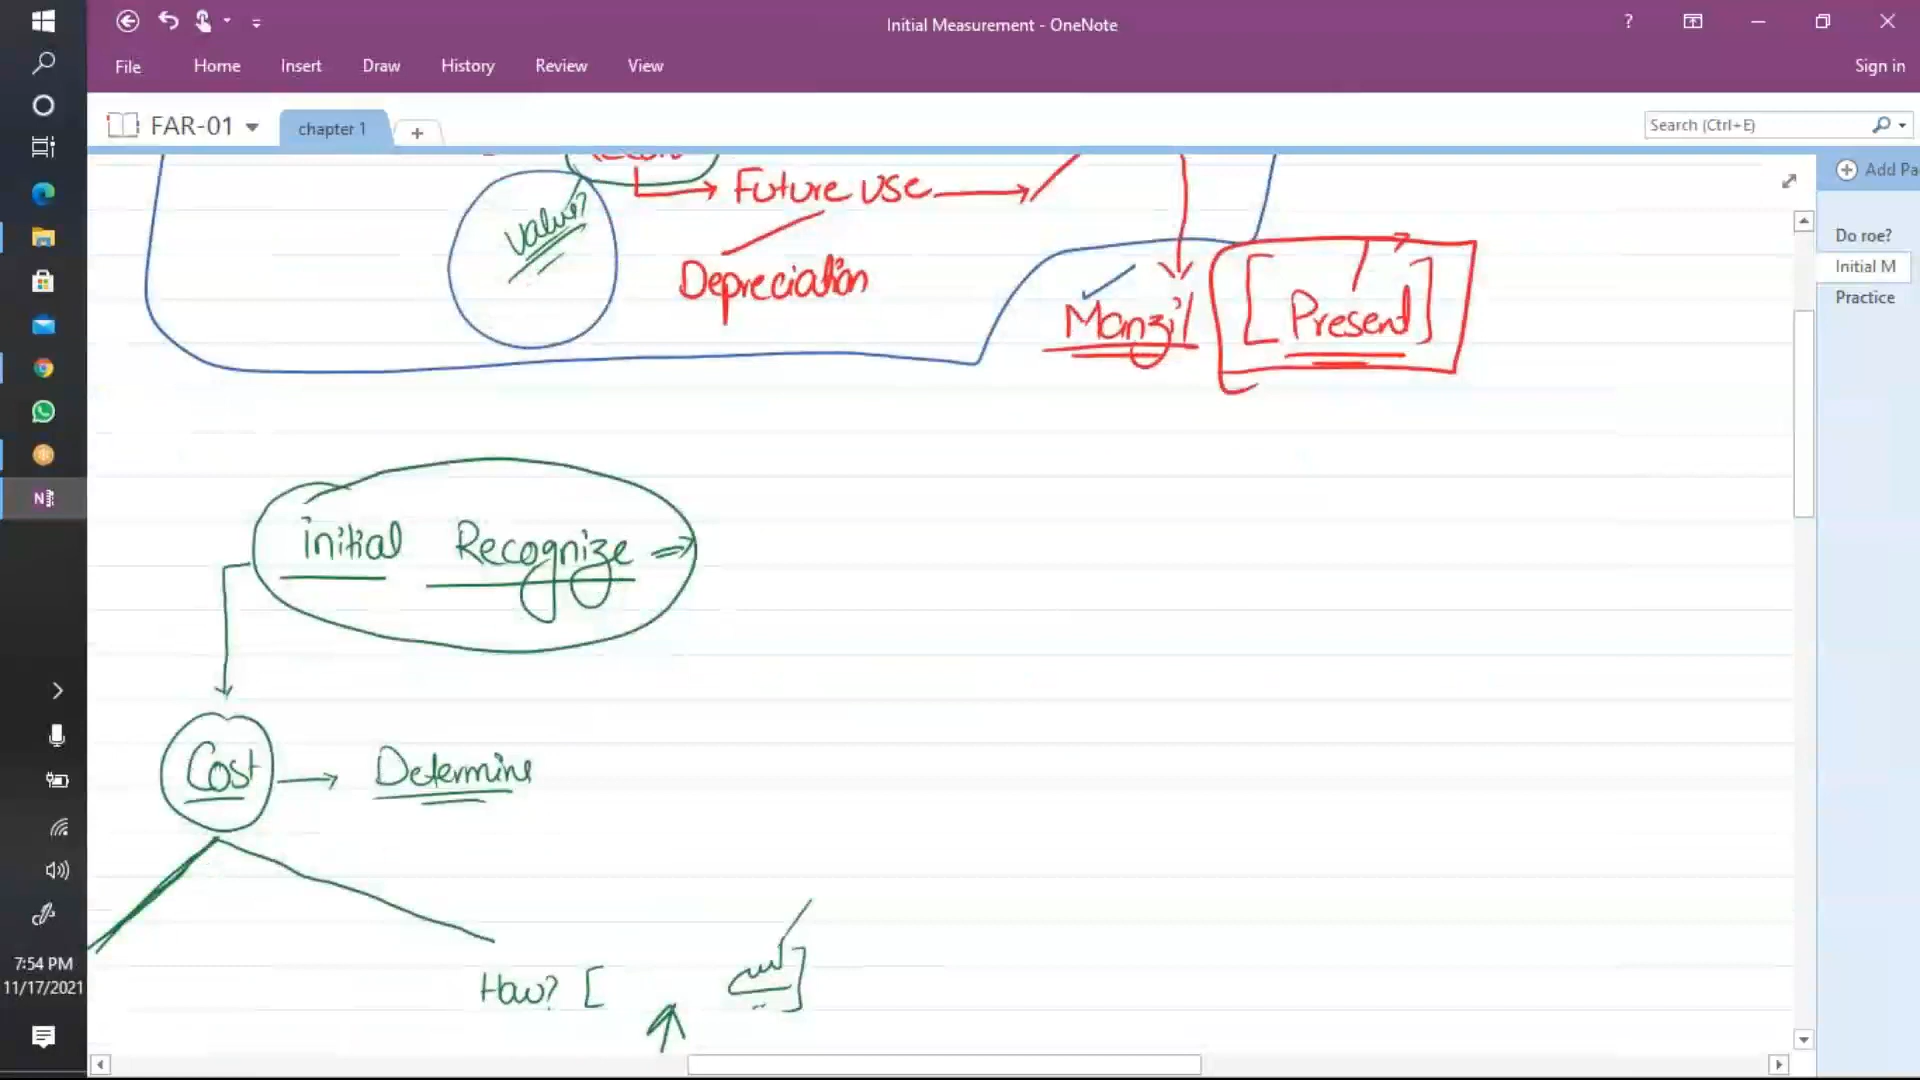 Initial Measurement - OneNote
?
File Home Insert Draw History Review View
Sign in
FAR-01
chapter 1
+
Search (Ctrl+E)
Add Pa
Do roe?
Initial M
Practice
Future use
value?
Depreciation
Manzil
[Present]
initial Recognize
Cost
Determine
How? [ ]
N
7:54 PM
11/17/2021